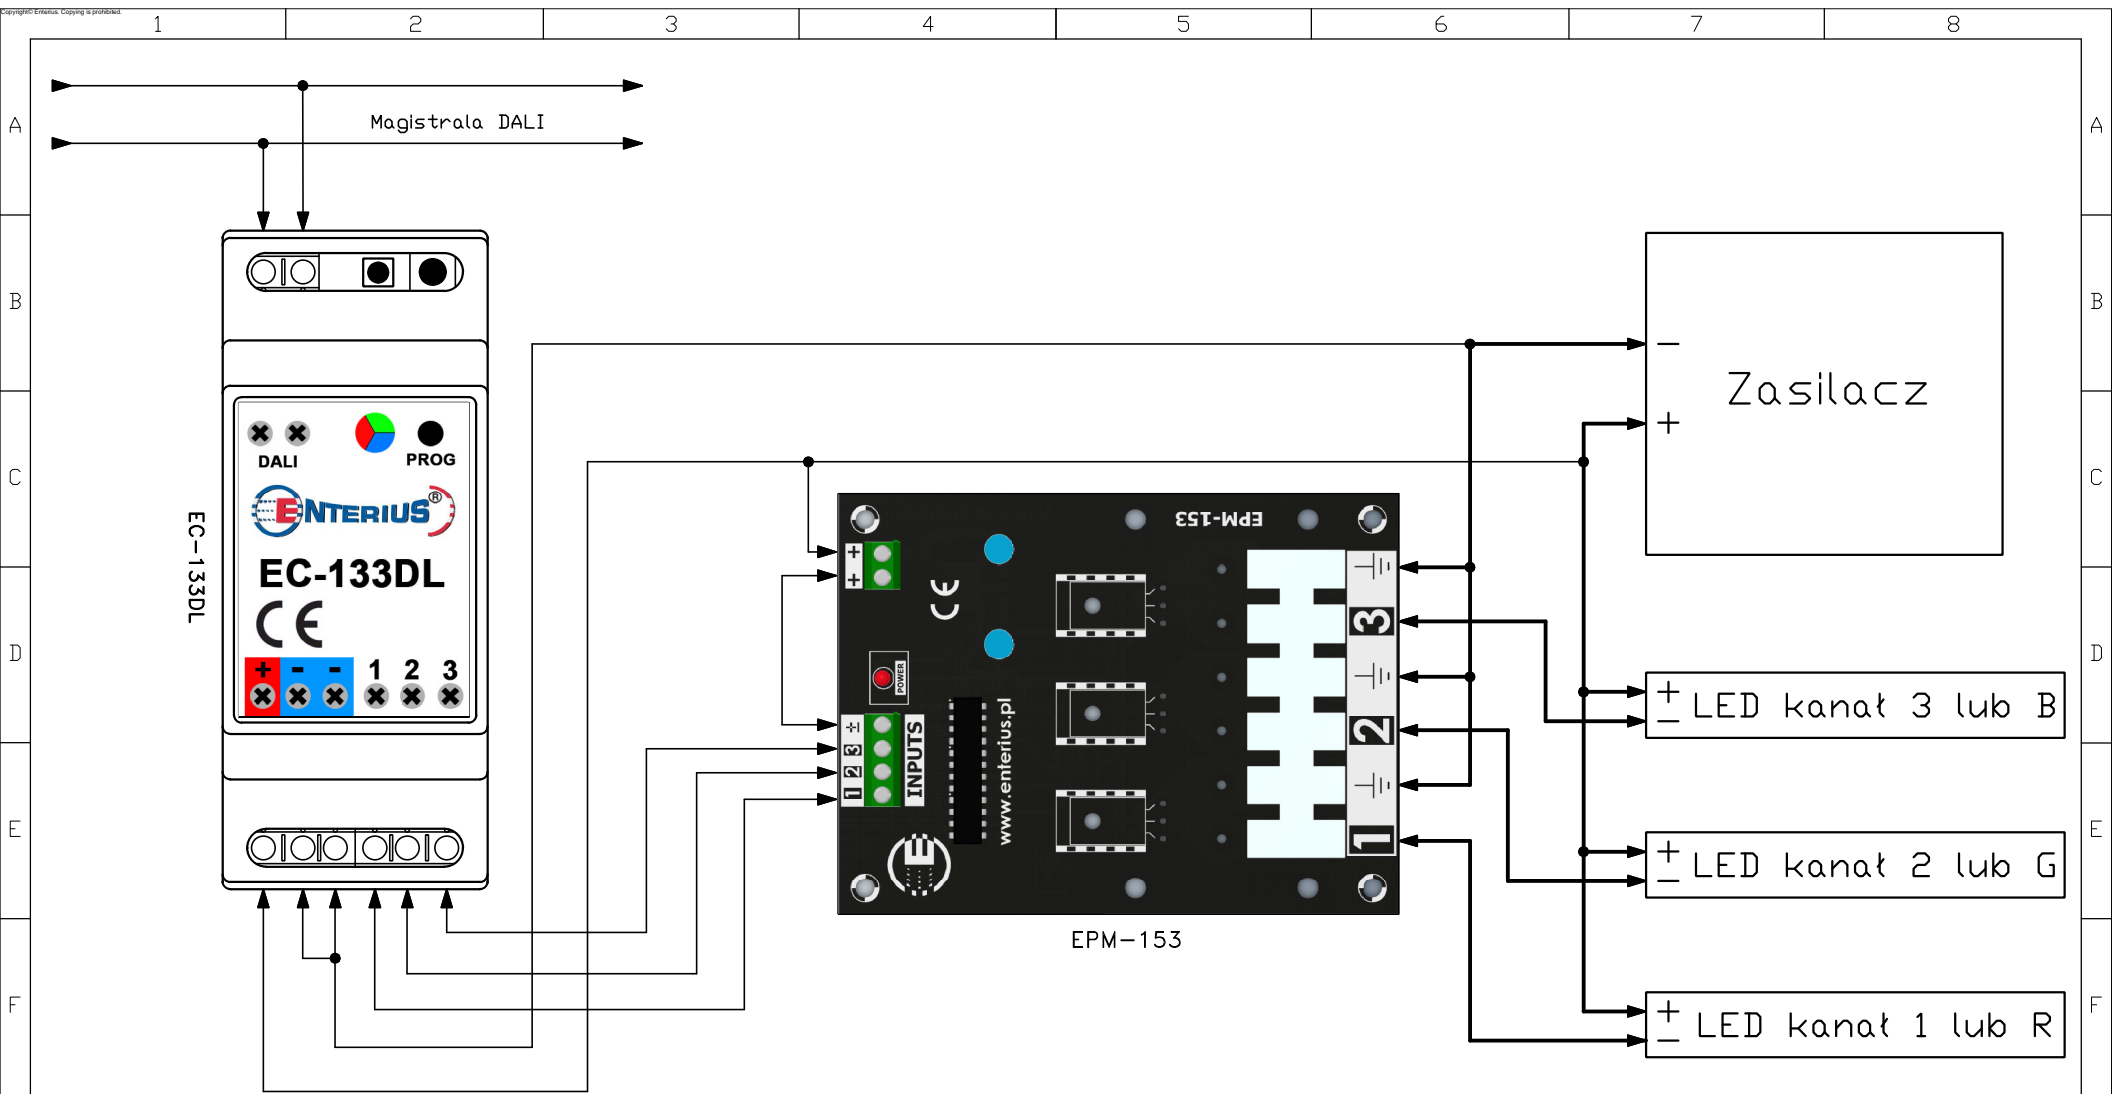 Copyright© Enterius. Copying is prohibited.
1 2 3 4 5 6 7 8
A A
Magistrala DALI
B B
Zasilacz
−
+
C C
DALI PROG
ENTERIUS®
EC-133DL
EC-133DL
CE
+ - - 1 2 3
EPM-153
+
+
CE
POWER
÷
3
2
1
INPUTS
www.enterius.pl
E
3
2
1
EPM-153
D D
+
− LED kanał 3 lub B
E E
+
− LED kanał 2 lub G
F F
+
− LED kanał 1 lub R